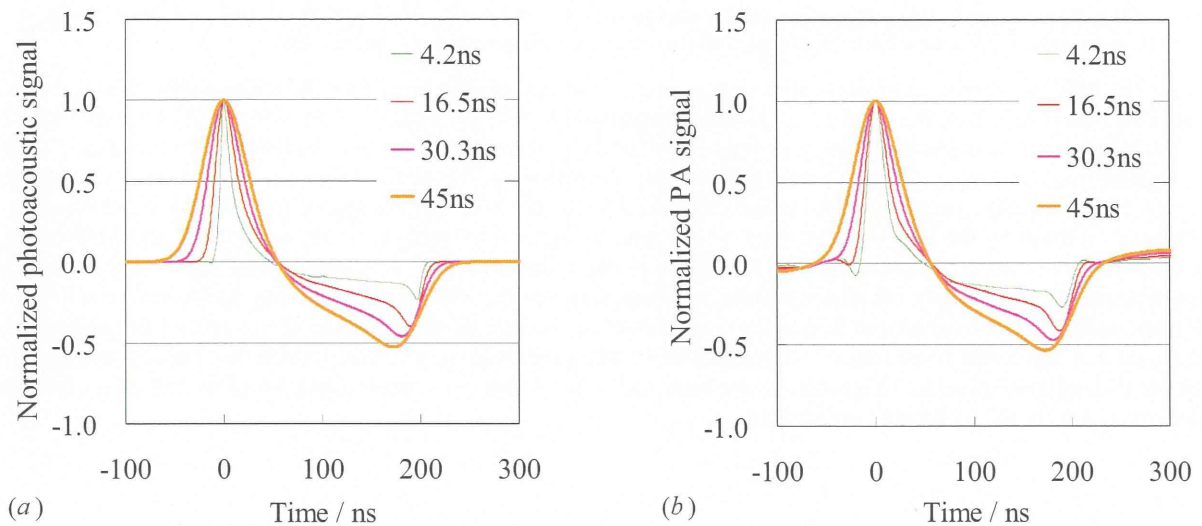 Normalized photoacoustic signal
1.5
1.0
0.5
0.0
-0.5
-1.0
4.2ns
16.5ns
30.3ns
45ns
-100 0 100 200 300
(a) Time / ns
Normalized PA signal
1.5
1.0
0.5
0.0
-0.5
-1.0
4.2ns
16.5ns
30.3ns
45ns
-100 0 100 200 300
(b) Time / ns